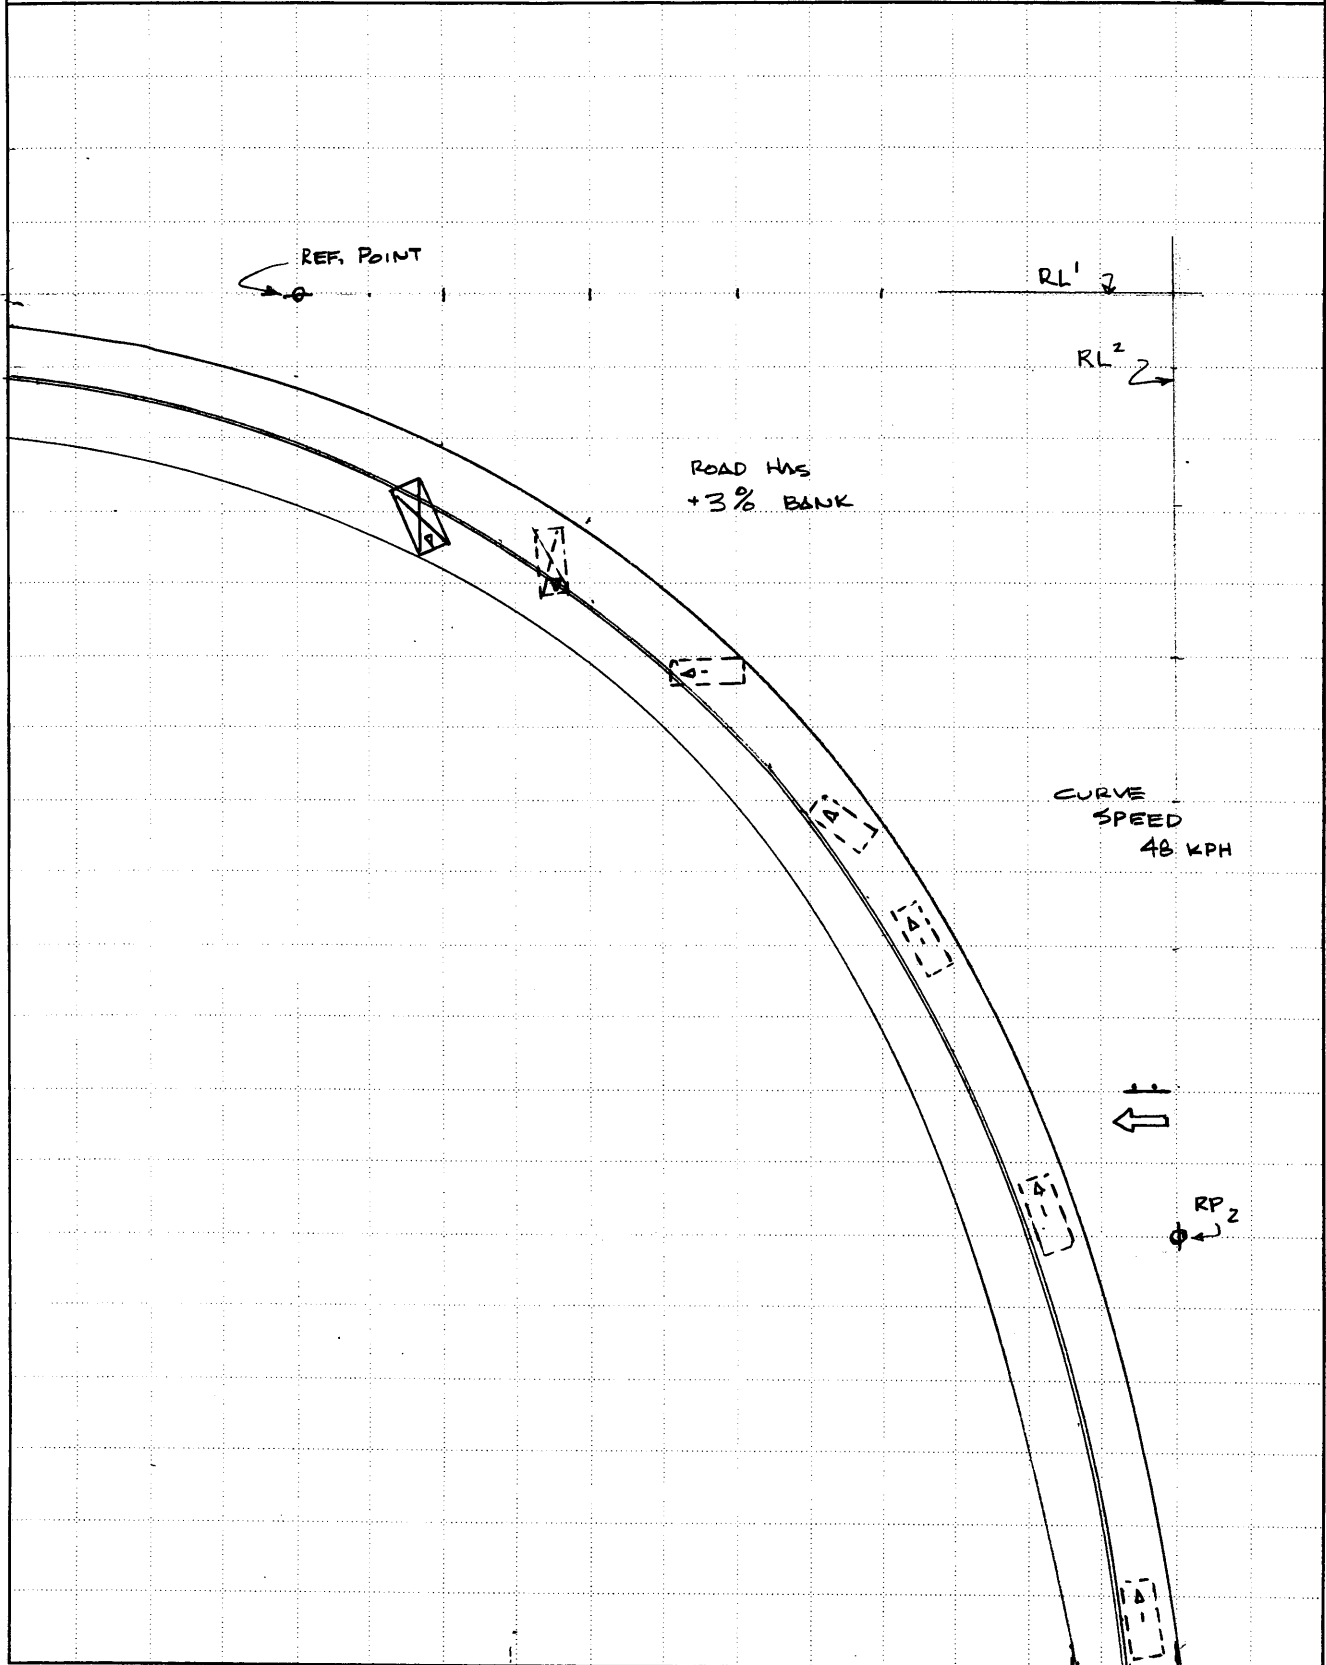 REF. POINT
RL1
RL2
ROAD HAS
+3% BANK
CURVE
SPEED
48 KPH
RP2